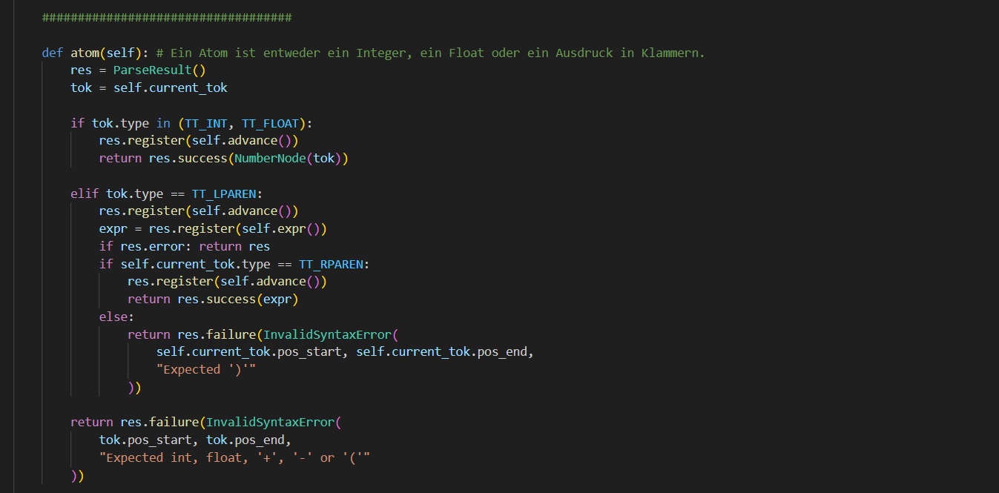 ###################################
def atom(self): # Ein Atom ist entweder ein Integer, ein Float oder ein Ausdruck in Klammern.
    res = ParseResult()
    tok = self.current_tok
    if tok.type in (TT_INT, TT_FLOAT):
        res.register(self.advance())
        return res.success(NumberNode(tok))
    elif tok.type == TT_LPAREN:
        res.register(self.advance())
        expr = res.register(self.expr())
        if res.error: return res
        if self.current_tok.type == TT_RPAREN:
            res.register(self.advance())
            return res.success(expr)
        else:
            return res.failure(InvalidSyntaxError(
                self.current_tok.pos_start, self.current_tok.pos_end,
                "Expected ')'"
            ))
    return res.failure(InvalidSyntaxError(
        tok.pos_start, tok.pos_end,
        "Expected int, float, '+', '-' or '('"
    ))